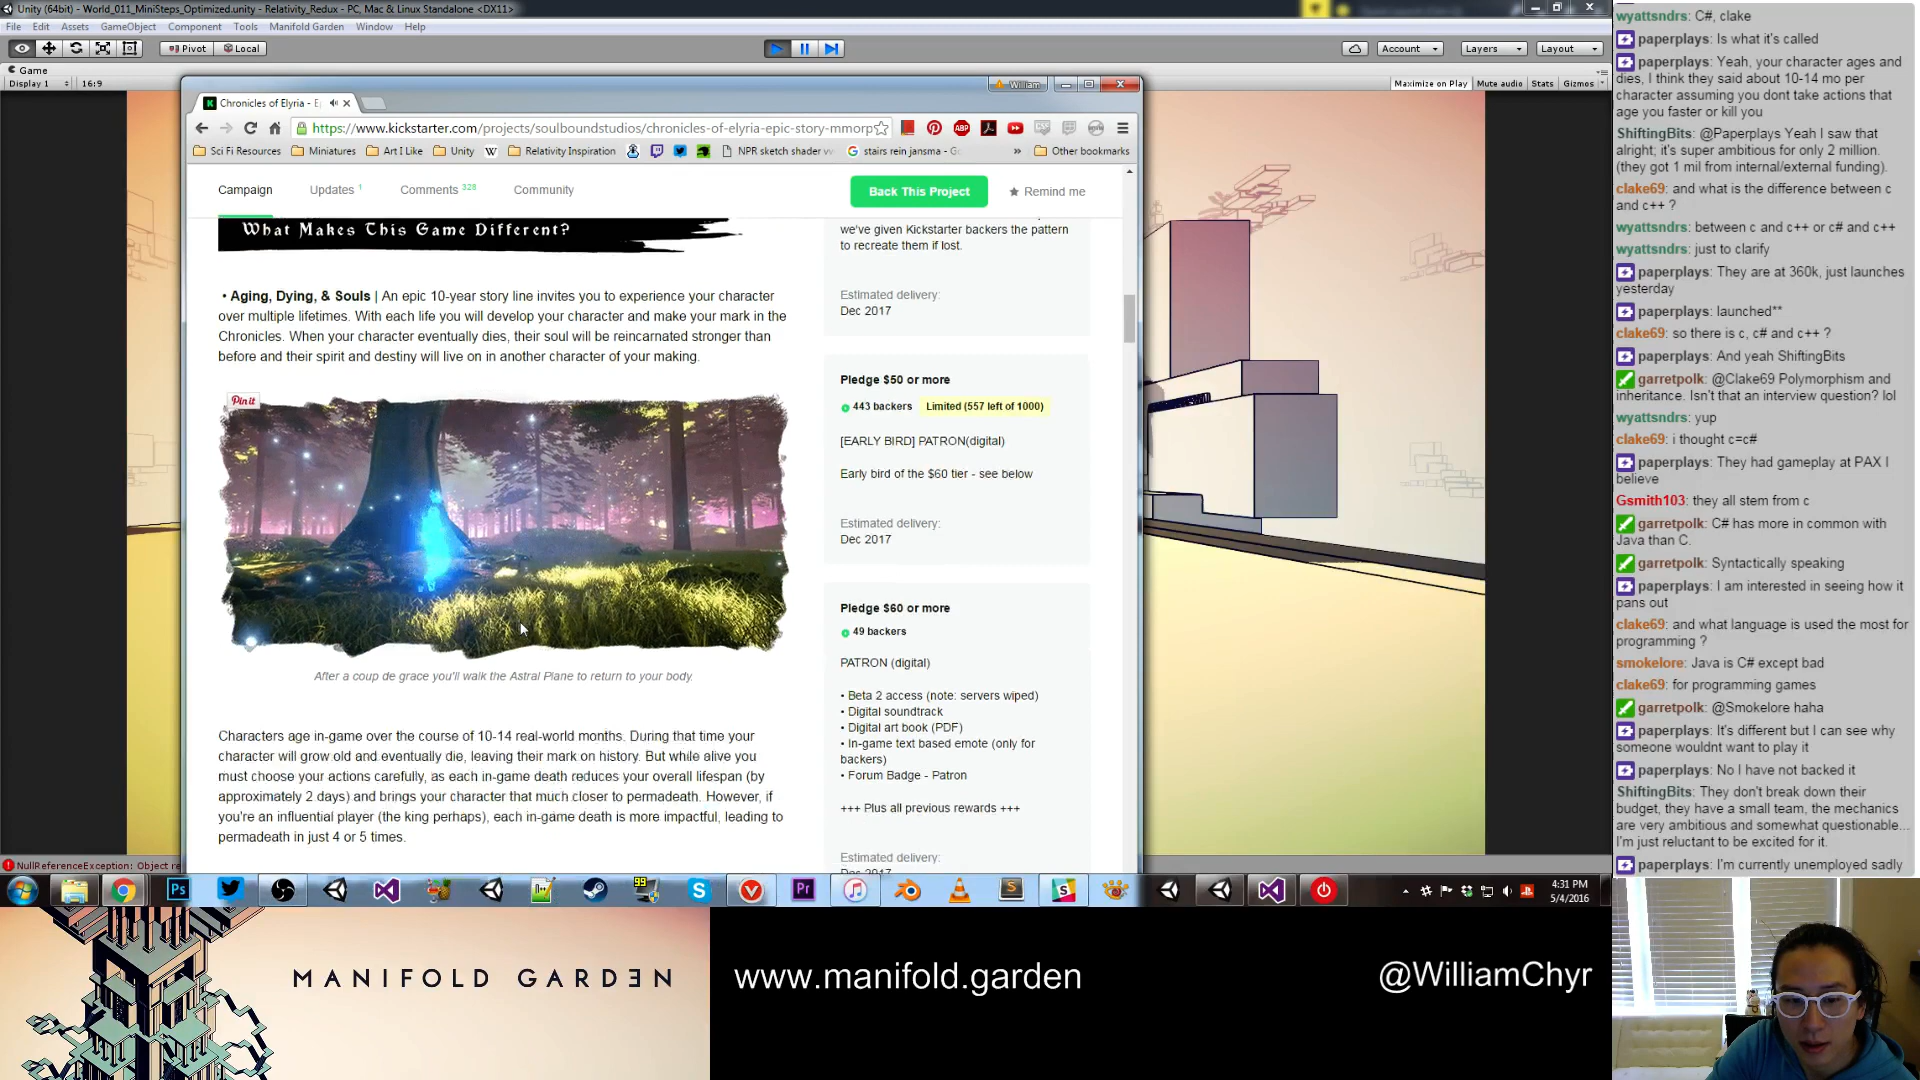 Unity (64bit) - World_011_MiniSteps_Optimized.unity - Relativity_Redux - PC, Mac & Linux Standalone <DX11>
File Edit Assets GameObject Component Tools Manifold Garden Window Help
Pivot Local Account Layers Layout
Game
Display 1 16:9 Maximize on Play Mute audio Stats Gizmos
William
Chronicles of Elyria - E
https://www.kickstarter.com/projects/soulboundstudios/chronicles-of-elyria-epic-story-mmorp
Sci Fi Resources Miniatures Art I Like Unity W Relativity Inspiration NPR sketch shader stairs rein jansma - G » Other bookmarks
Campaign Updates 1 Comments 328 Community Back This Project Remind me
What Makes This Game Different?
• Aging, Dying, & Souls | An epic 10-year story line invites you to experience your character
over multiple lifetimes. With each life you will develop your character and make your mark in the
Chronicles. When your character eventually dies, their soul will be reincarnated stronger than
before and their spirit and destiny will live on in another character of your making.
Pin it
After a coup de grace you'll walk the Astral Plane to return to your body.
Characters age in-game over the course of 10-14 real-world months. During that time your
character will grow old and eventually die, leaving their mark on history. But while alive you
must choose your actions carefully, as each in-game death reduces your overall lifespan (by
approximately 2 days) and brings your character that much closer to permadeath. However, if
you're an influential player (the king perhaps), each in-game death is more impactful, leading to
permadeath in just 4 or 5 times.
we've given Kickstarter backers the pattern
to recreate them if lost.
Estimated delivery:
Dec 2017
Pledge $50 or more
443 backers Limited (557 left of 1000)
[EARLY BIRD] PATRON(digital)
Early bird of the $60 tier - see below
Estimated delivery:
Dec 2017
Pledge $60 or more
49 backers
PATRON (digital)
• Beta 2 access (note: servers wiped)
• Digital soundtrack
• Digital art book (PDF)
• In-game text based emote (only for
backers)
• Forum Badge - Patron
+++ Plus all previous rewards +++
Estimated delivery:
NullReferenceException: Object re
4:31 PM
5/4/2016
wyattsndrs: C#, clake
paperplays: Is what it's called
paperplays: Yeah, your character ages and
dies, I think they said about 10-14 mo per
character assuming you dont take actions that
age you faster or kill you
ShiftingBits: @Paperplays Yeah I saw that
alright; it's super ambitious for only 2 million.
(they got 1 mil from internal/external funding).
clake69: and what is the difference between c
and c++ ?
wyattsndrs: between c and c++ or c# and c++
wyattsndrs: just to clarify
paperplays: They are at 360k, just launches
yesterday
paperplays: launched**
clake69: so there is c, c# and c++ ?
paperplays: And yeah ShiftingBits
garretpolk: @Clake69 Polymorphism and
inheritance. Isn't that an interview question? lol
wyattsndrs: yup
clake69: i thought c=c#
paperplays: They had gameplay at PAX I
believe
Gsmith103: they all stem from c
garretpolk: C# has more in common with
Java than C.
garretpolk: Syntactically speaking
paperplays: I am interested in seeing how it
pans out
clake69: and what language is used the most for
programming ?
smokelore: Java is C# except bad
clake69: for programming games
garretpolk: @Smokelore haha
paperplays: It's different but I can see why
someone wouldnt want to play it
paperplays: No I have not backed it
ShiftingBits: They don't break down their
budget, they have a small team, the mechanics
are very ambitious and somewhat questionable...
I'm just reluctant to be excited for it.
paperplays: I'm currently unemployed sadly
MANIFOLD GARDEN
www.manifold.garden
@WilliamChyr